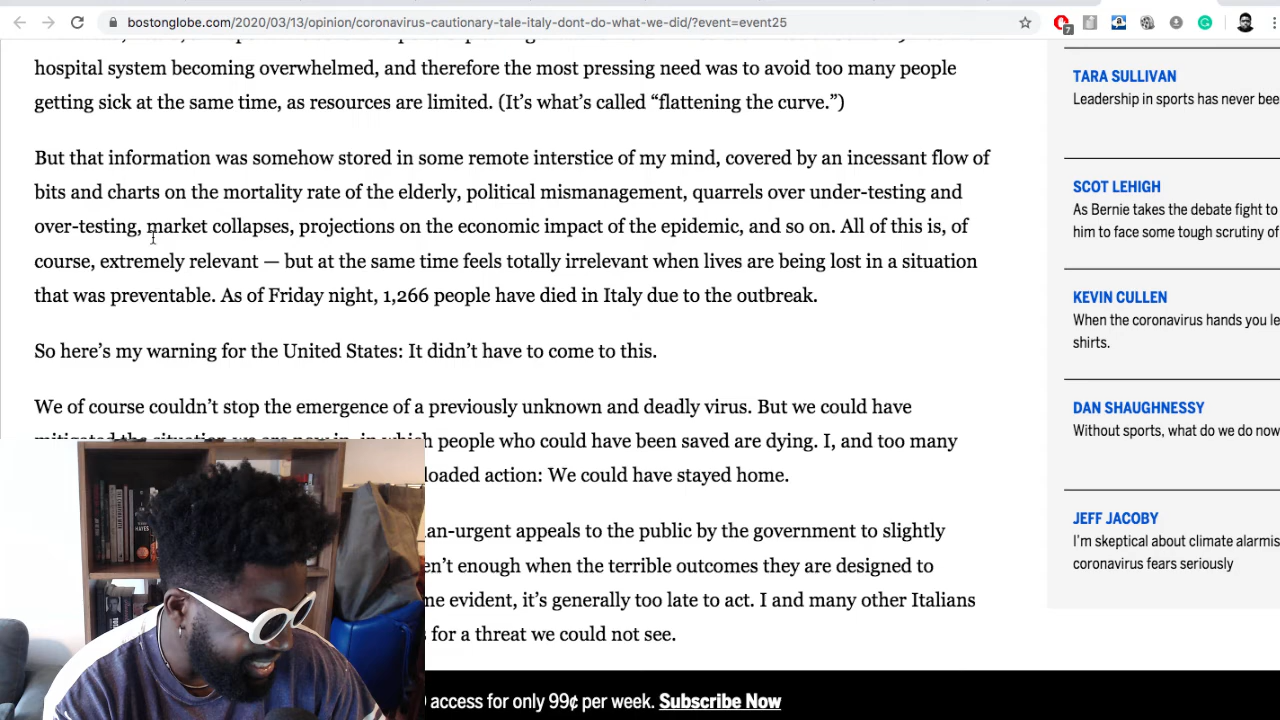 bostonglobe.com/2020/03/13/opinion/coronavirus-cautionary-tale-italy-dont-do-what-we-did/?event=event25
7
hospital system becoming overwhelmed, and therefore the most pressing need was to avoid too many people
getting sick at the same time, as resources are limited. (It’s what’s called “flattening the curve.”)
But that information was somehow stored in some remote interstice of my mind, covered by an incessant flow of
bits and charts on the mortality rate of the elderly, political mismanagement, quarrels over under-testing and
over-testing, market collapses, projections on the economic impact of the epidemic, and so on. All of this is, of
course, extremely relevant — but at the same time feels totally irrelevant when lives are being lost in a situation
that was preventable. As of Friday night, 1,266 people have died in Italy due to the outbreak.
So here’s my warning for the United States: It didn’t have to come to this.
We of course couldn’t stop the emergence of a previously unknown and deadly virus. But we could have
mitigated the situation we are now in, in which people who could have been saved are dying. I, and too many
loaded action: We could have stayed home.
an-urgent appeals to the public by the government to slightly
en’t enough when the terrible outcomes they are designed to
me evident, it’s generally too late to act. I and many other Italians
for a threat we could not see.
access for only 99¢ per week. Subscribe Now
TARA SULLIVAN
Leadership in sports has never bee
SCOT LEHIGH
As Bernie takes the debate fight to
him to face some tough scrutiny of
KEVIN CULLEN
When the coronavirus hands you le
shirts.
DAN SHAUGHNESSY
Without sports, what do we do now
JEFF JACOBY
I’m skeptical about climate alarmis
coronavirus fears seriously